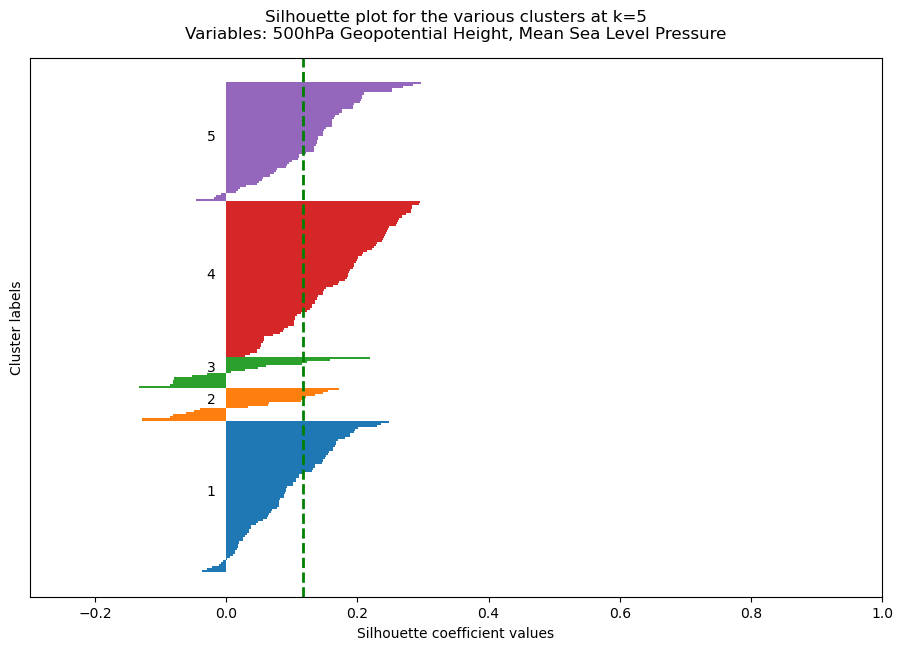 Silhouette plot for the various clusters at k=5
Variables: 500hPa Geopotential Height, Mean Sea Level Pressure
Cluster labels
5
4
3
2
1
−0.2 0.0 0.2 0.4 0.6 0.8 1.0
Silhouette coefficient values